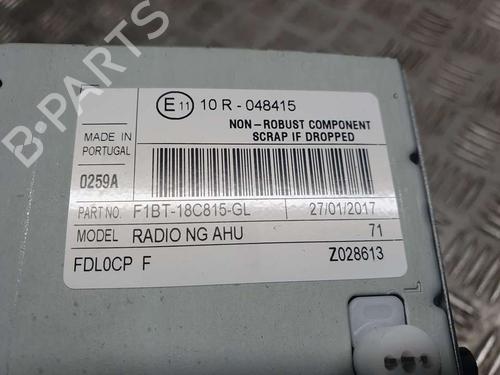 E 11 10 R - 048415
NON-ROBUST COMPONENT
SCRAP IF DROPPED
MADE IN
PORTUGAL
0259A
PART NO. F1BT-18C815-GL 27/01/2017
MODEL RADIO NG AHU 71
FDL0CP F Z028613
B-PARTS